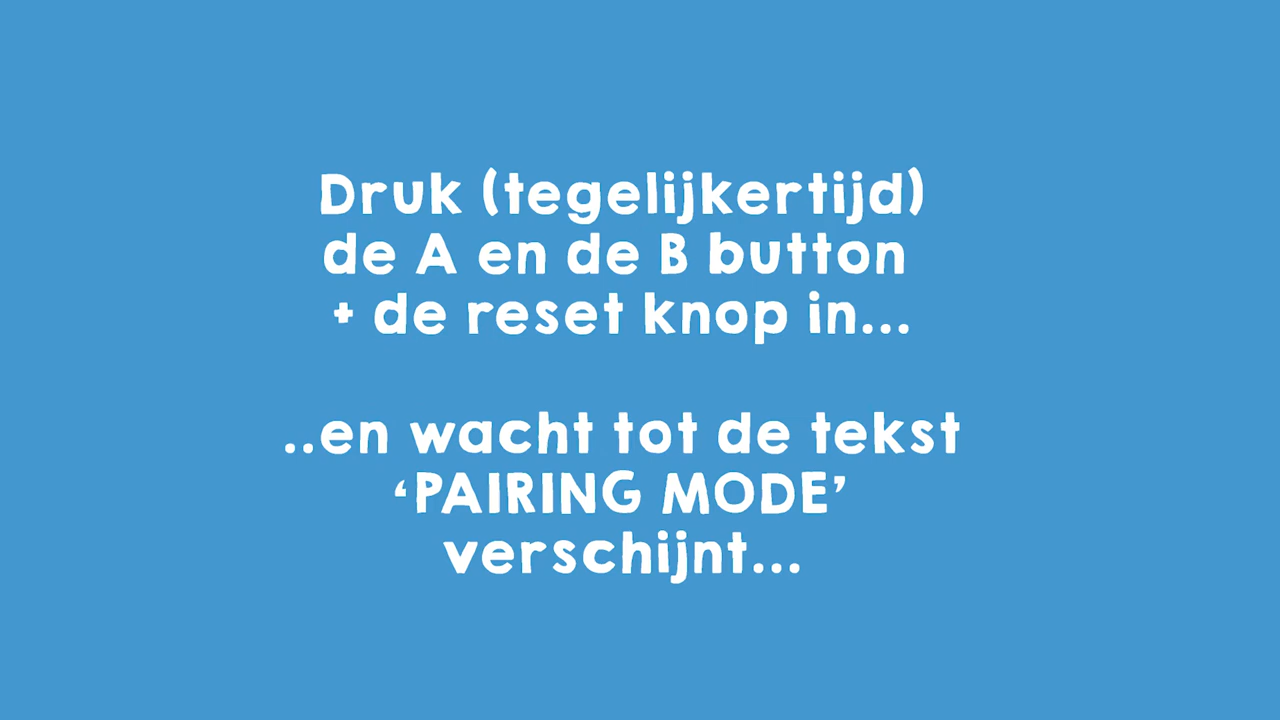 Druk (tegelijkertijd)
de A en de B button
+ de reset knop in...
..en wacht tot de tekst
‘PAIRING MODE’
verschijnt...